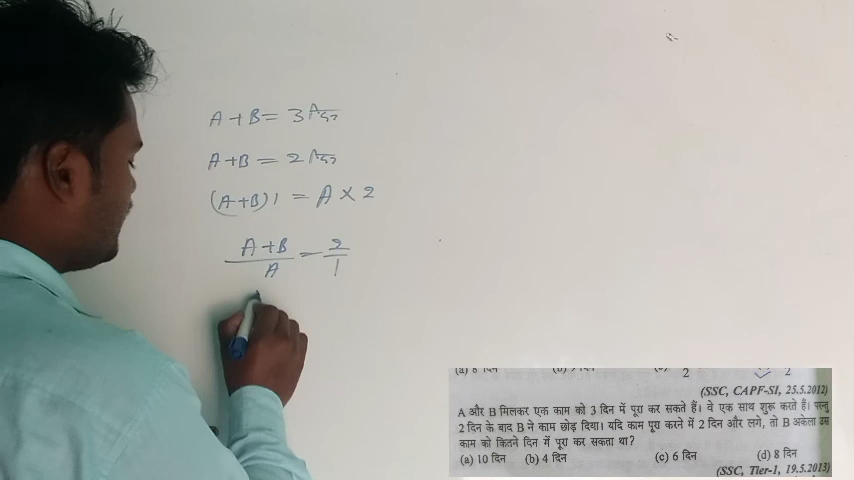 A + B = 3 दिन
A + B = 2 दिन
(A+B) 1 = A × 2
A + B / A = 2 / 1
2 2
(SSC, CAPF-SI, 25.5.2012)
A और B मिलकर एक काम को 3 दिन में पूरा कर सकते हैं। वे एक साथ शुरू करते हैं। परन्तु
2 दिन के बाद B ने काम छोड़ दिया। यदि काम पूरा करने में 2 दिन और लगे, तो B अकेला उस
काम को कितने दिन में पूरा कर सकता था?
(a) 10 दिन (b) 4 दिन (c) 6 दिन (d) 8 दिन
(SSC, Tier-1, 19.5.2013)